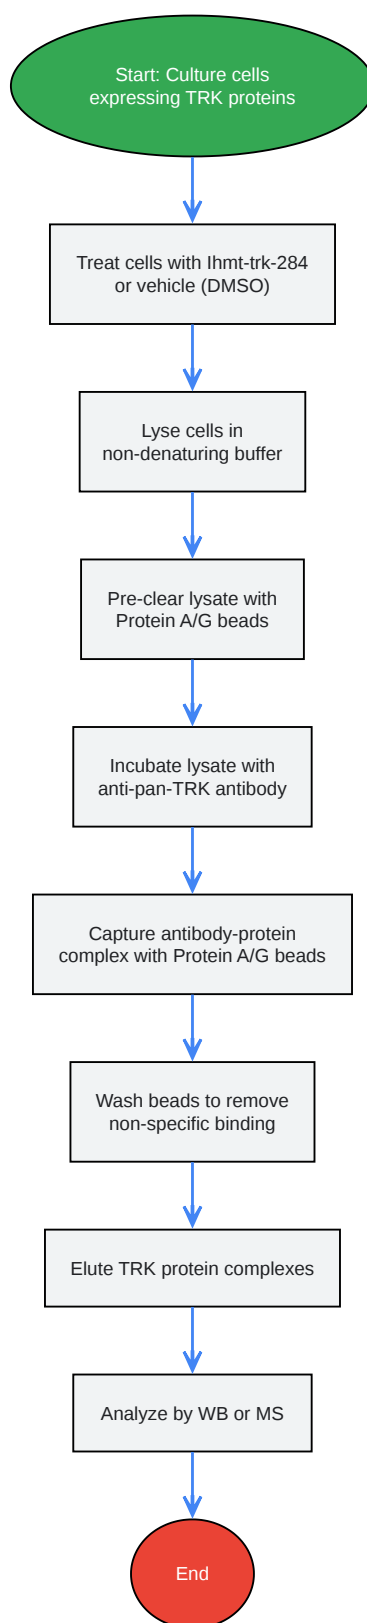 Start: Culture cells
expressing TRK proteins
Treat cells with Ihmt-trk-284
or vehicle (DMSO)
Lyse cells in
non-denaturing buffer
Pre-clear lysate with
Protein A/G beads
Incubate lysate with
anti-pan-TRK antibody
Capture antibody-protein
complex with Protein A/G beads
Wash beads to remove
non-specific binding
Elute TRK protein complexes
Analyze by WB or MS
End